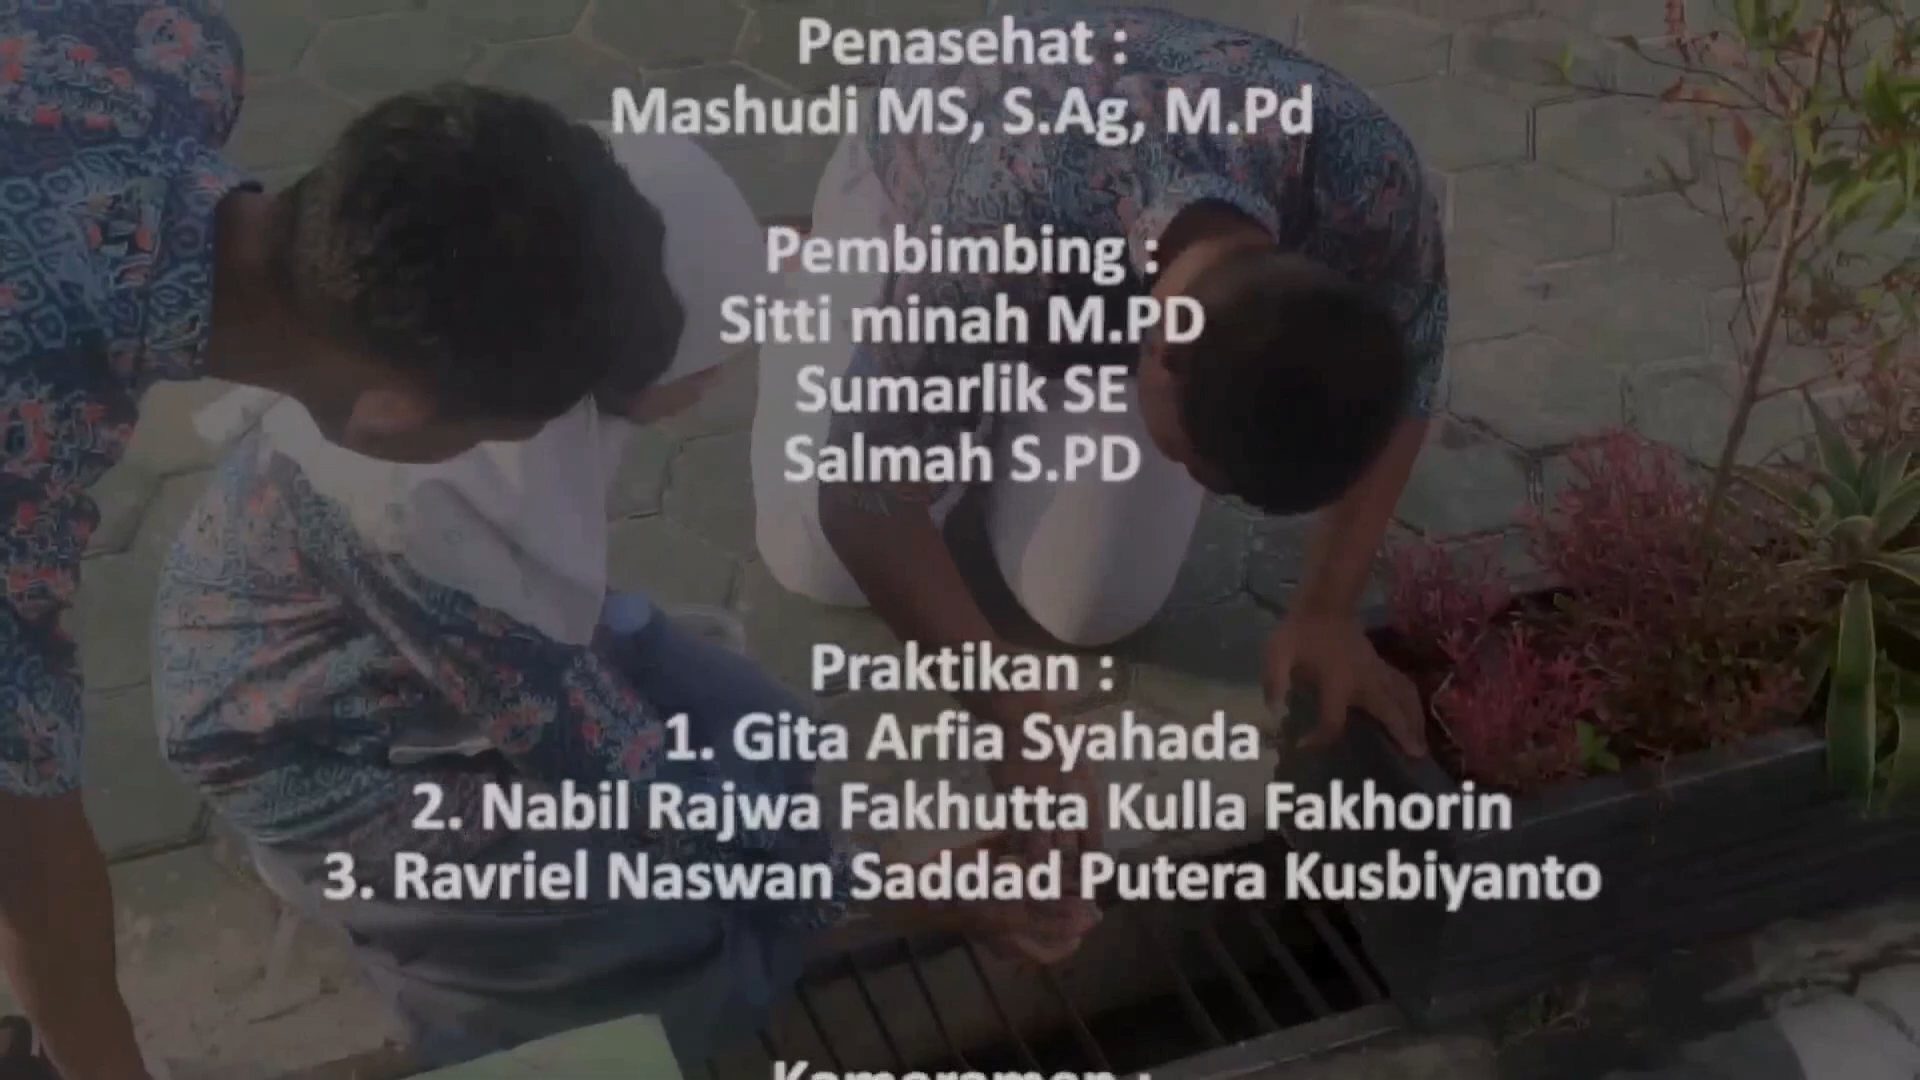 Penasehat :
Mashudi MS, S.Ag, M.Pd
Pembimbing :
Sitti minah M.PD
Sumarlik SE
Salmah S.PD
Praktikan :
1. Gita Arfia Syahada
2. Nabil Rajwa Fakhutta Kulla Fakhorin
3. Ravriel Naswan Saddad Putera Kusbiyanto
Kameramen :